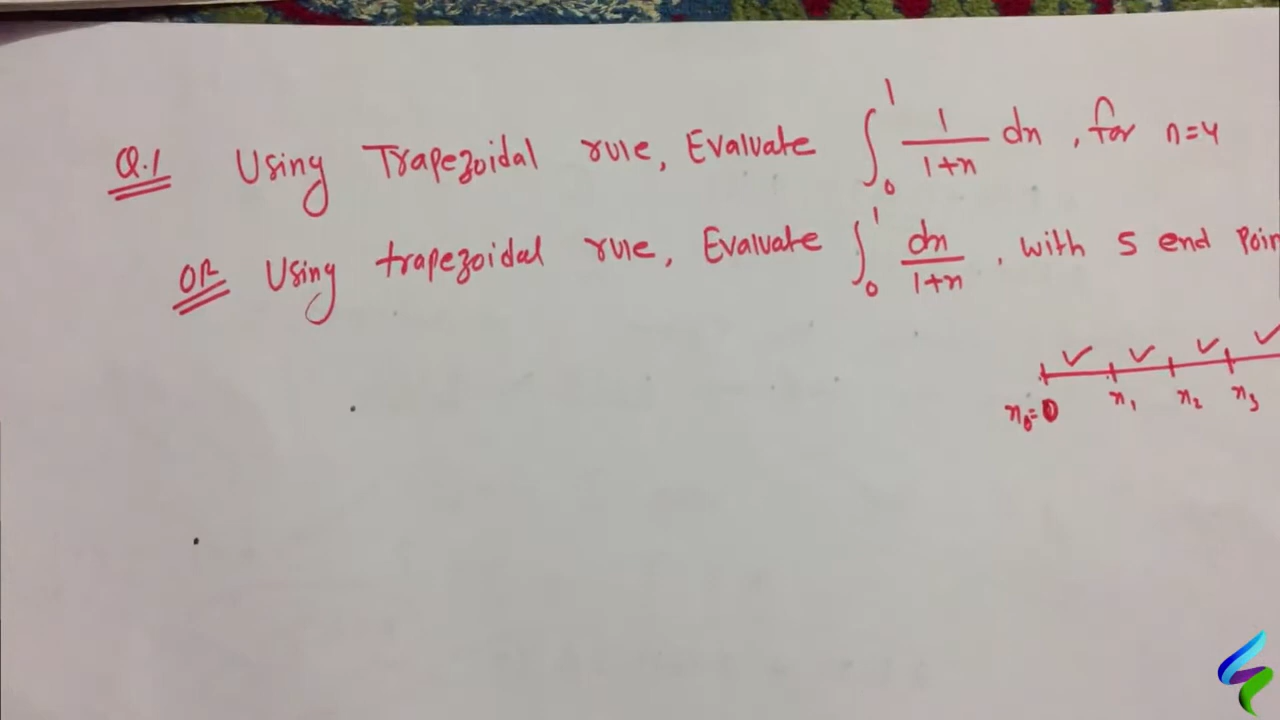 Q.1 Using Trapezoidal rule, Evaluate ∫₀¹ 1/(1+x) dx, for n=4
OR Using trapezoidal rule, Evaluate ∫₀¹ dx/(1+x), with 5 end Poin
x₀=0 x₁ x₂ x₃